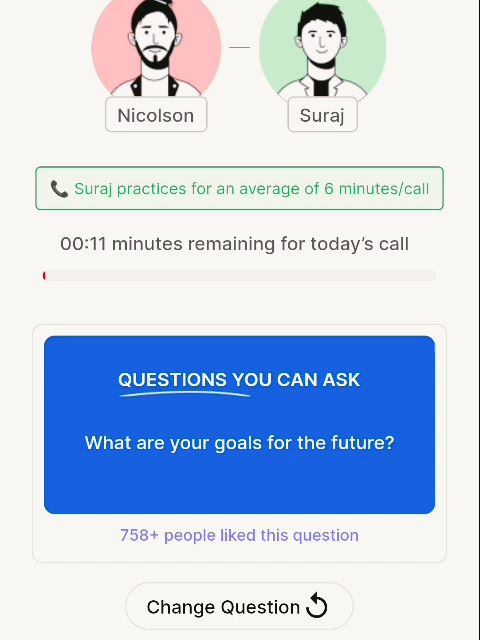 Nicolson
Suraj
Suraj practices for an average of 6 minutes/call
00:11 minutes remaining for today's call
QUESTIONS YOU CAN ASK
What are your goals for the future?
758+ people liked this question
Change Question